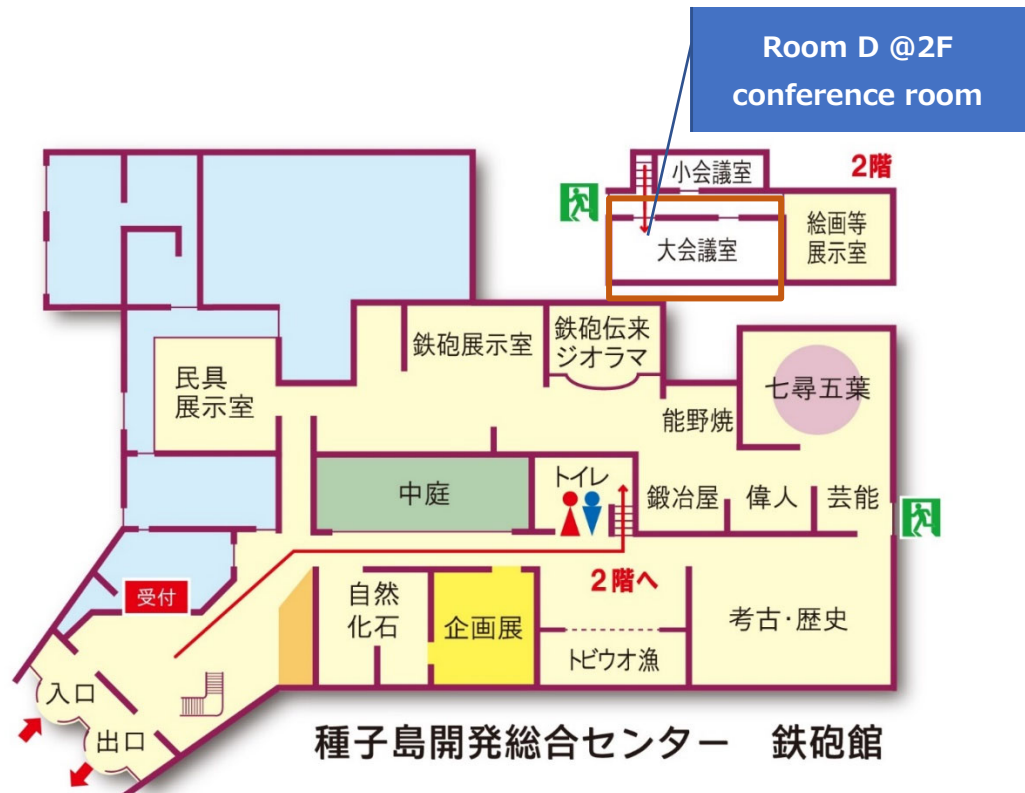 Room D @2F
conference room
2階
小会議室
大会議室
絵画等
展示室
鉄砲展示室
鉄砲伝来
ジオラマ
七尋五葉
民具
展示室
能野焼
中庭
トイレ
鍛冶屋
偉人
芸能
2階へ
受付
自然
化石
企画展
トビウオ漁
考古・歴史
入口
出口
種子島開発総合センター 鉄砲館